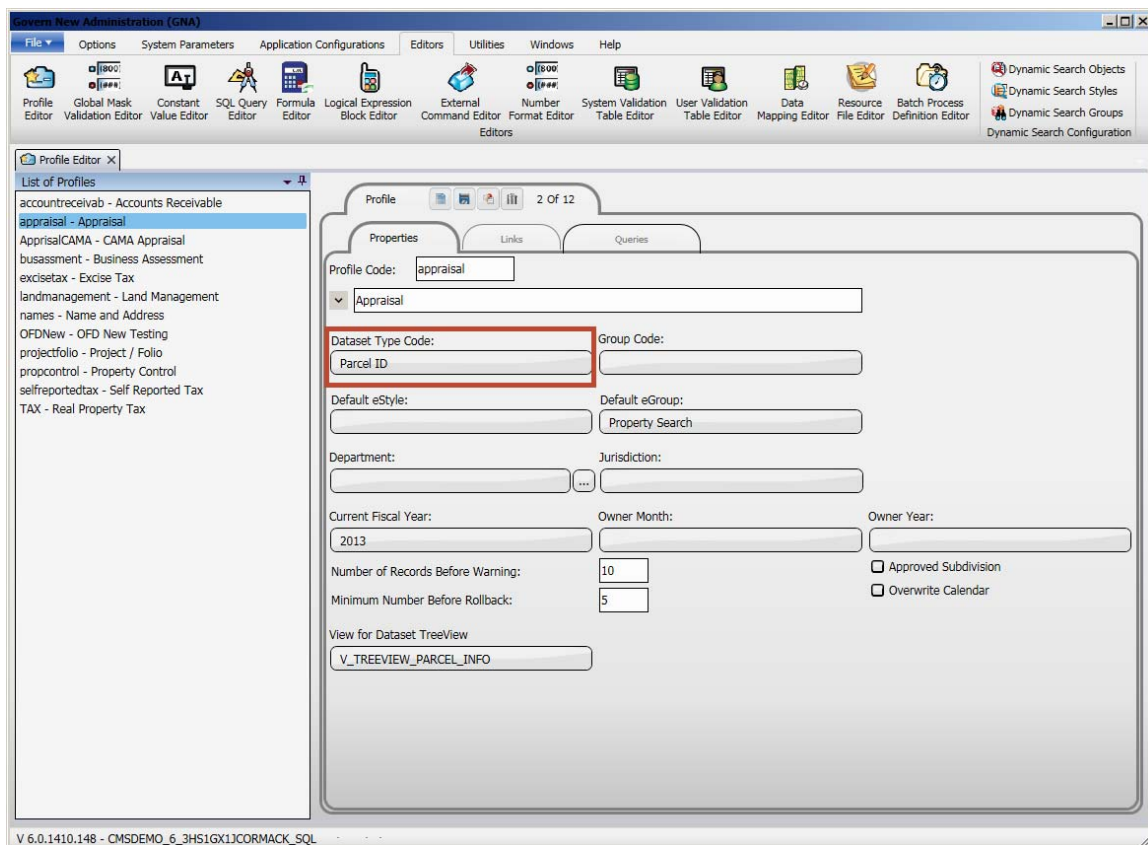 Govern New Administration (GNA)
File Options System Parameters Application Configurations Editors Utilities Windows Help
Profile Editor
Global Mask Validation Editor
Constant Value Editor
SQL Query Editor
Formula Editor
Logical Expression Block Editor
External Command Editor
Number Format Editor
System Validation Table Editor
User Validation Table Editor
Data Mapping Editor
Resource File Editor
Batch Process Definition Editor
Editors
Dynamic Search Objects
Dynamic Search Styles
Dynamic Search Groups
Dynamic Search Configuration
Profile Editor X
List of Profiles
accountreceivab - Accounts Receivable
appraisal - Appraisal
ApprisalCAMA - CAMA Appraisal
busassment - Business Assessment
excisetax - Excise Tax
landmanagement - Land Management
names - Name and Address
OFDNew - OFD New Testing
projectfolio - Project / Folio
propcontrol - Property Control
selfreportedtax - Self Reported Tax
TAX - Real Property Tax
Profile 2 Of 12
Properties Links Queries
Profile Code: appraisal
Appraisal
Dataset Type Code: Group Code:
Parcel ID
Default eStyle: Default eGroup:
Property Search
Department: Jurisdiction:
...
Current Fiscal Year: Owner Month: Owner Year:
2013
Number of Records Before Warning: 10 Approved Subdivision
Minimum Number Before Rollback: 5 Overwrite Calendar
View for Dataset TreeView
V_TREEVIEW_PARCEL_INFO
V 6.0.1410.148 - CMSDEMO_6_3HS1GX1JCORMACK_SQL